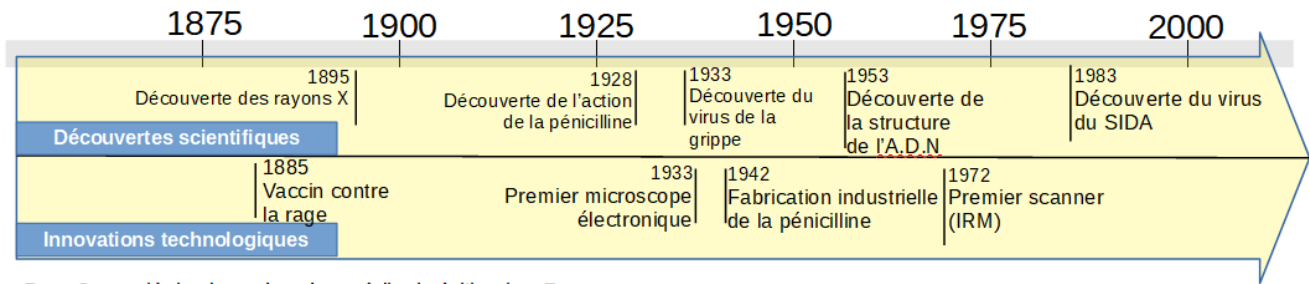 1875 1900 1925 1950 1975 2000
1895
Découverte des rayons X
1928
Découverte de l'action
de la pénicilline
1933
Découverte du
virus de la
grippe
1953
Découverte de
la structure
de l'A.D.N
1983
Découverte du virus
du SIDA
Découvertes scientifiques
1885
Vaccin contre
la rage
1933
Premier microscope
électronique
1942
Fabrication industrielle
de la pénicilline
1972
Premier scanner
(IRM)
Innovations technologiques